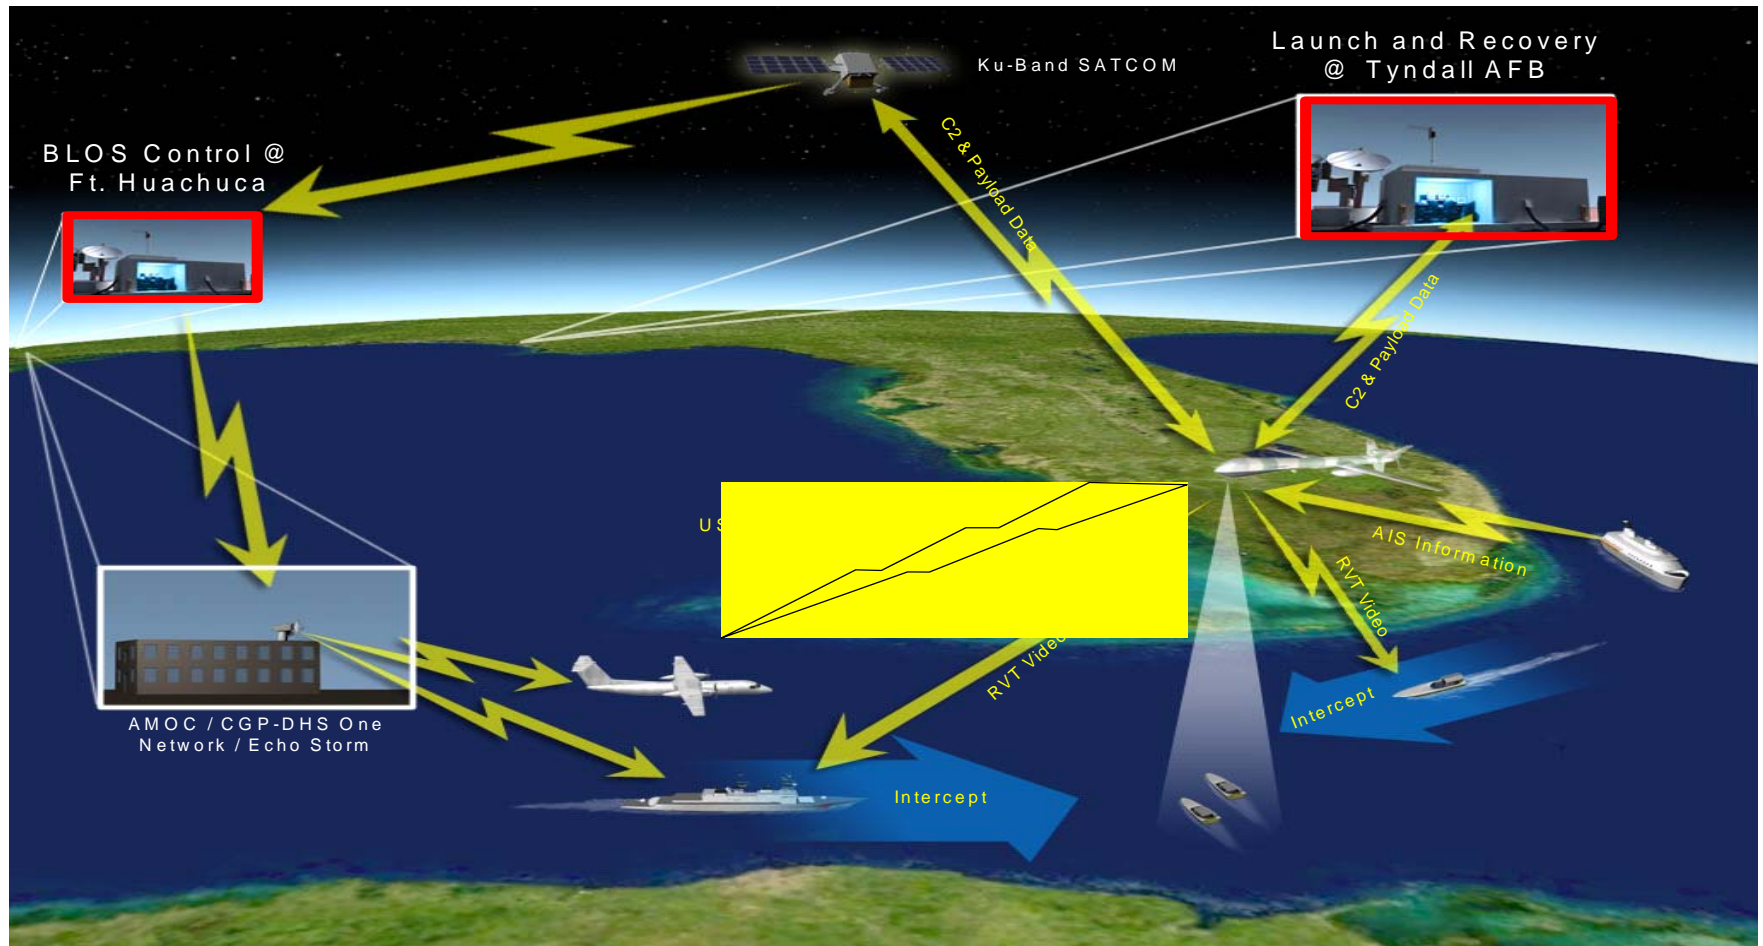 Launch and Recovery
@ Tyndall AFB
Ku-Band SATCOM
BLOS Control @
Ft. Huachuca
C2 & Payload Data
C2 & Payload Data
AIS Information
RVT Video
RVT Video
Intercept
AMOC / CGP-DHS One
Network / Echo Storm
Intercept